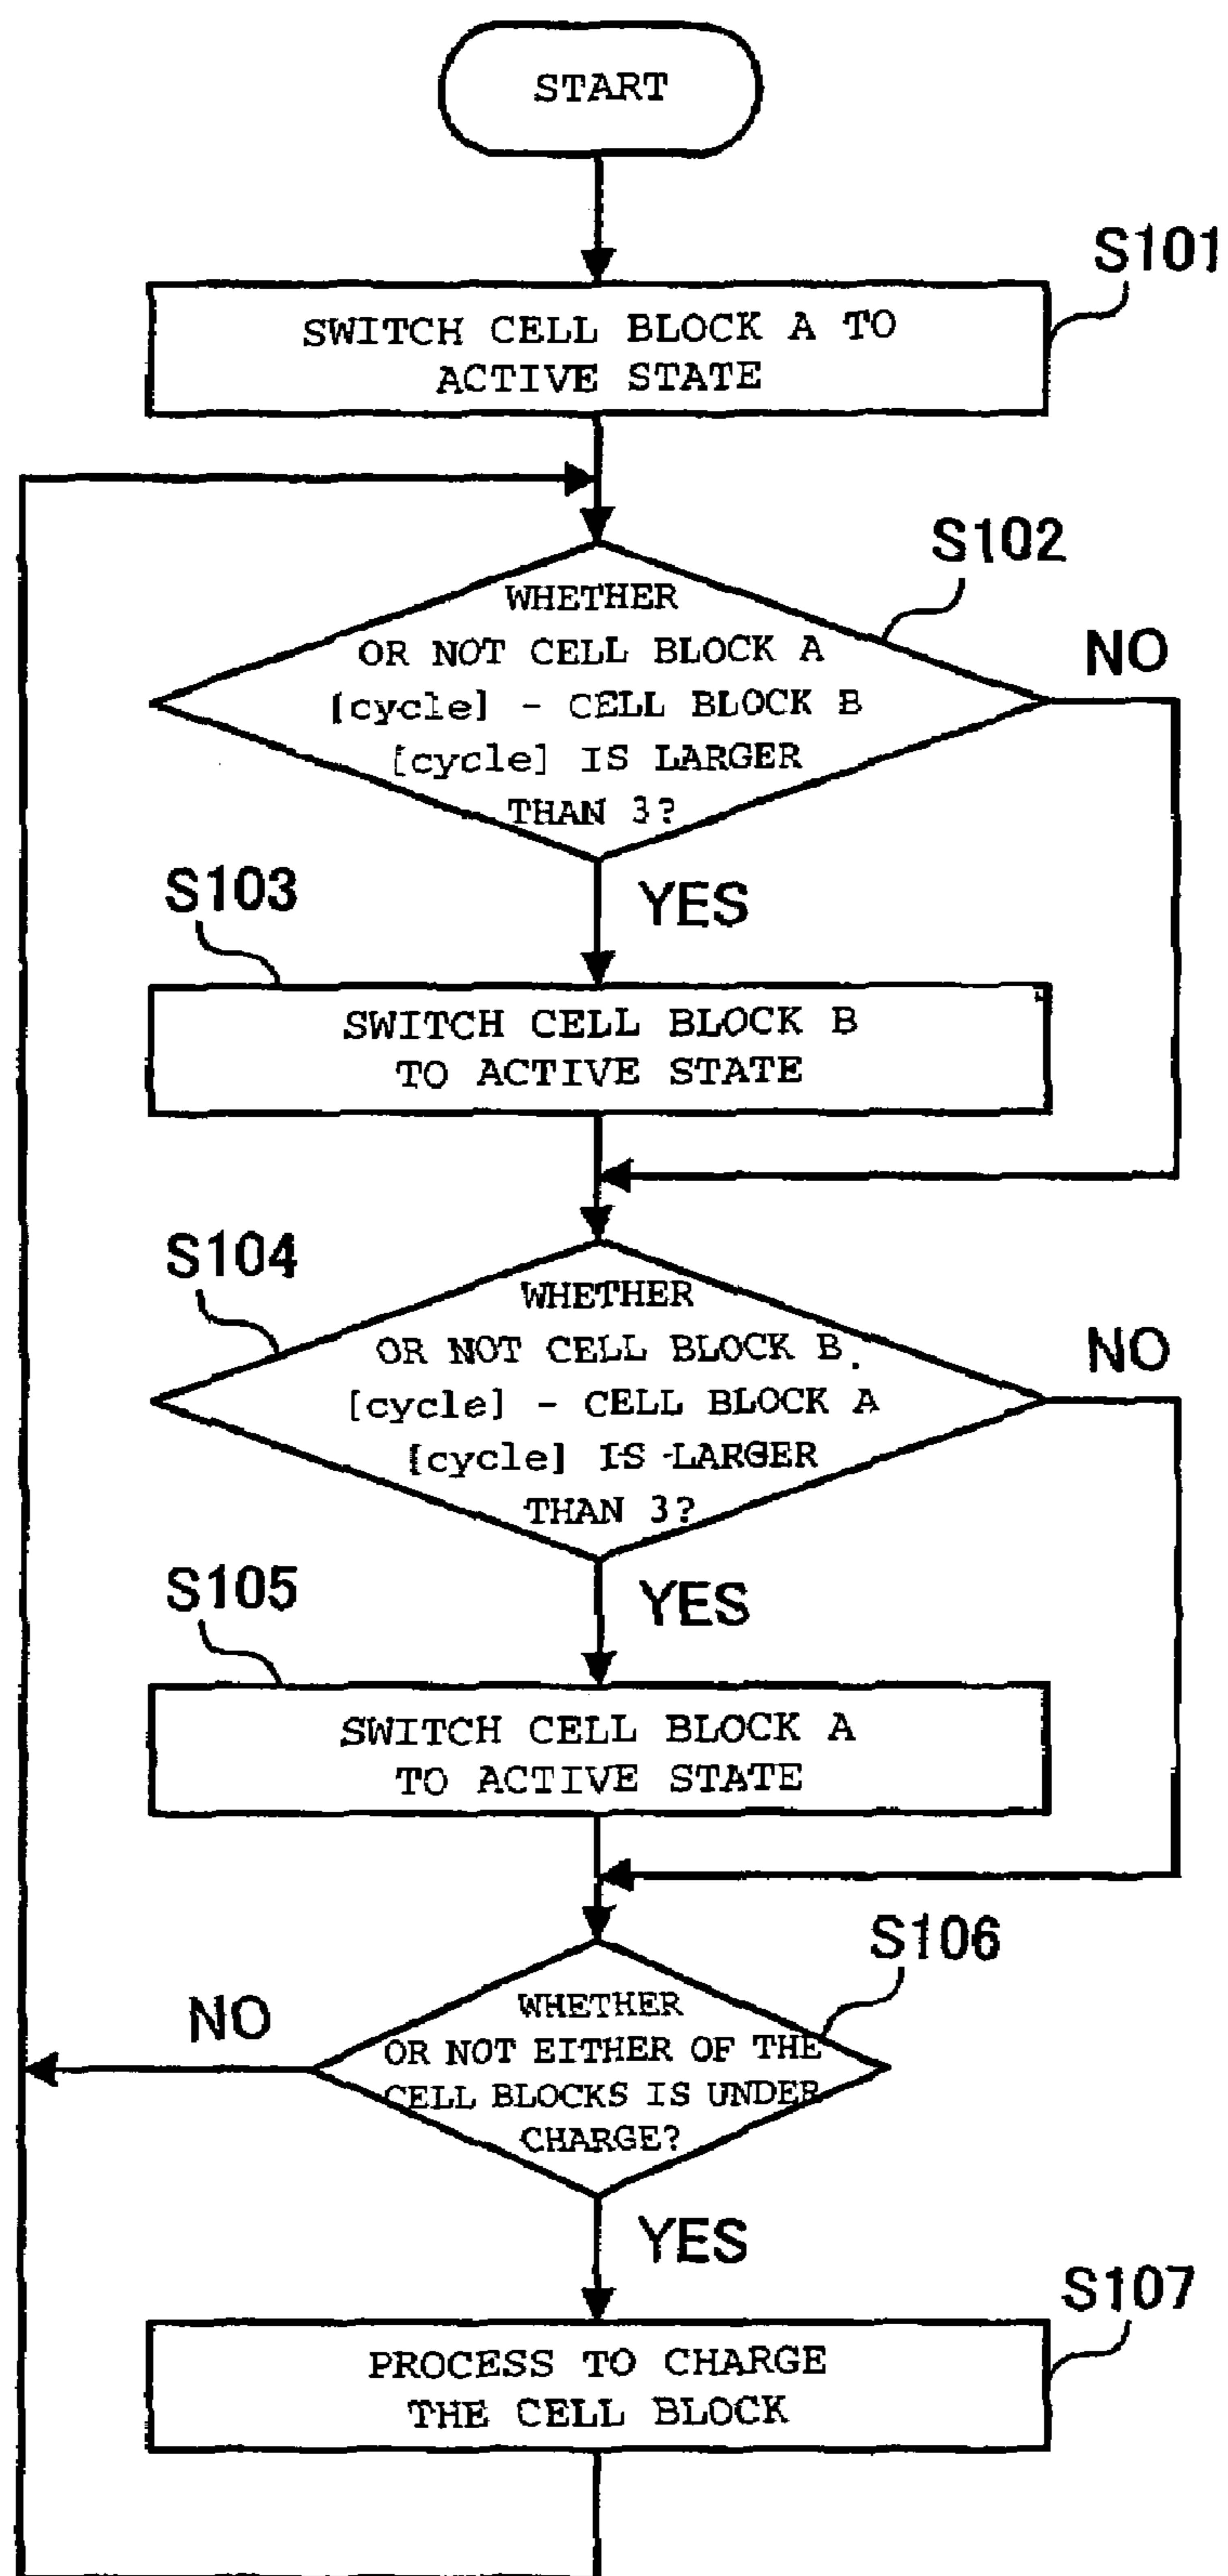 START
S101
SWITCH CELL BLOCK A TO
ACTIVE STATE
S102
WHETHER
OR NOT CELL BLOCK A
[cycle] - CELL BLOCK B
[cycle] IS LARGER
THAN 3?
NO
YES
S103
SWITCH CELL BLOCK B
TO ACTIVE STATE
S104
WHETHER
OR NOT CELL BLOCK B
[cycle] - CELL BLOCK A
[cycle] IS LARGER
THAN 3?
NO
YES
S105
SWITCH CELL BLOCK A
TO ACTIVE STATE
S106
WHETHER
OR NOT EITHER OF THE
CELL BLOCKS IS UNDER
CHARGE?
NO
YES
S107
PROCESS TO CHARGE
THE CELL BLOCK